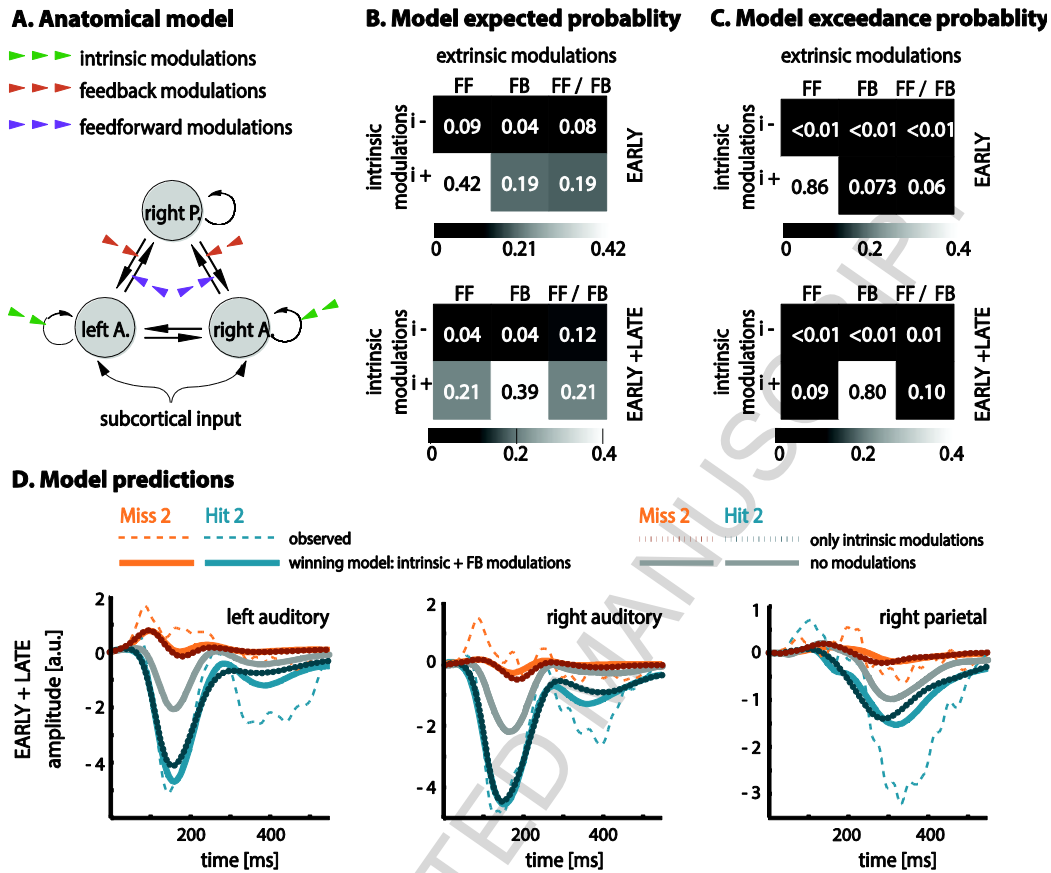 A. Anatomical model
intrinsic modulations
feedback modulations
feedforward modulations
right P.
left A.
right A.
subcortical input
B. Model expected probablity
extrinsic modulations
FF FB FF / FB
intrinsic
modulations
i - 0.09 0.04 0.08
i + 0.42 0.19 0.19
EARLY
0 0.21 0.42
FF FB FF / FB
intrinsic
modulations
i - 0.04 0.04 0.12
i + 0.21 0.39 0.21
EARLY +LATE
0 0.2 0.4
C. Model exceedance probablity
extrinsic modulations
FF FB FF / FB
intrinsic
modulations
i - <0.01 <0.01 <0.01
i + 0.86 0.073 0.06
EARLY
0 0.2 0.4
FF FB FF / FB
intrinsic
modulations
i - <0.01 <0.01 0.01
i + 0.09 0.80 0.10
EARLY +LATE
0 0.2 0.4
D. Model predictions
Miss 2 Hit 2
observed
winning model: intrinsic + FB modulations
Miss 2 Hit 2
only intrinsic modulations
no modulations
EARLY + LATE
amplitude [a.u.]
left auditory
2
0
- 2
- 4
200 400
time [ms]
right auditory
2
0
- 2
- 4
200 400
time [ms]
right parietal
1
0
- 1
- 2
- 3
200 400
time [ms]
TED MANUSCRIPT